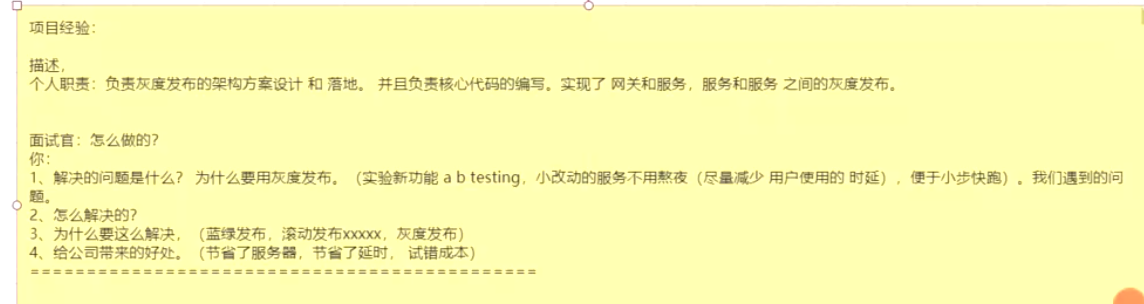 项目经验：
描述，
个人职责：负责灰度发布的架构方案设计 和 落地。 并且负责核心代码的编写。实现了 网关和服务，服务和服务 之间的灰度发布。
面试官：怎么做的？
你：
1、解决的问题是什么？ 为什么要用灰度发布。（实验新功能 a b testing，小改动的服务不用熬夜（尽量减少 用户使用的 时延），便于小步快跑）。我们遇到的问
题。
2、怎么解决的？
3、为什么要这么解决，（蓝绿发布，滚动发布xxxxx，灰度发布）
4、给公司带来的好处。（节省了服务器，节省了延时， 试错成本）
=============================================